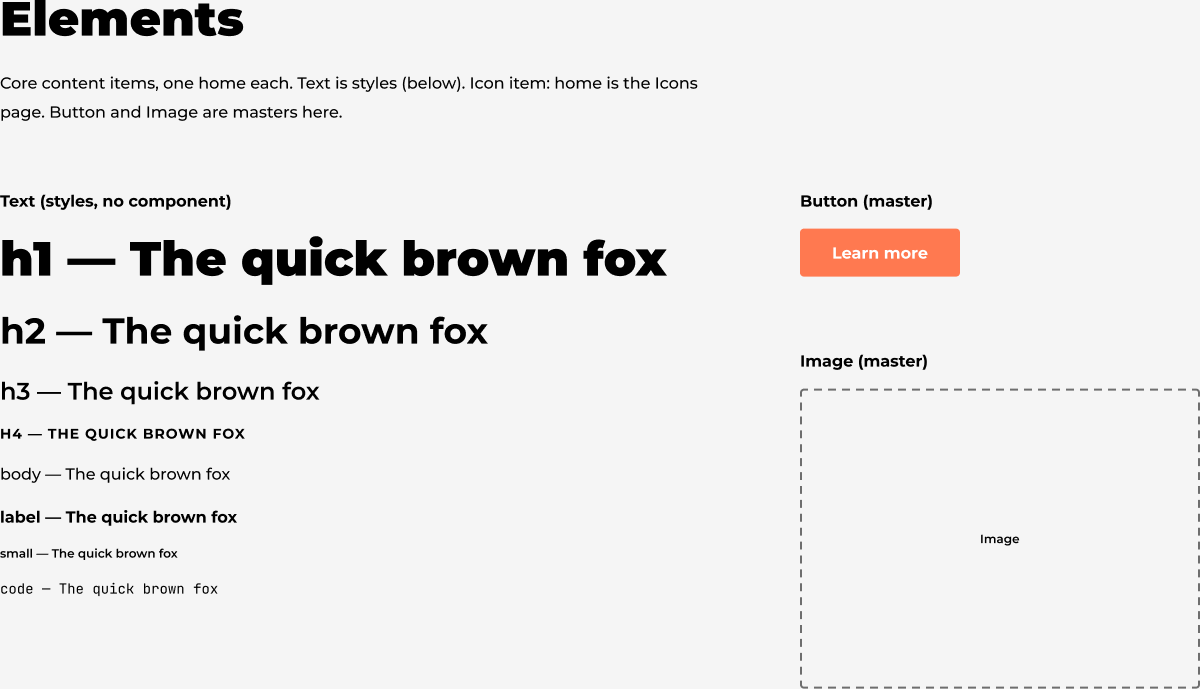 Elements
Core content items, one home each. Text is styles (below). Icon item: home is the Icons
page. Button and Image are masters here.
Text (styles, no component)
h1 — The quick brown fox
h2 — The quick brown fox
h3 — The quick brown fox
H4 — THE QUICK BROWN FOX
body — The quick brown fox
label — The quick brown fox
small — The quick brown fox
code — The quick brown fox
Button (master)
Learn more
Image (master)
Image